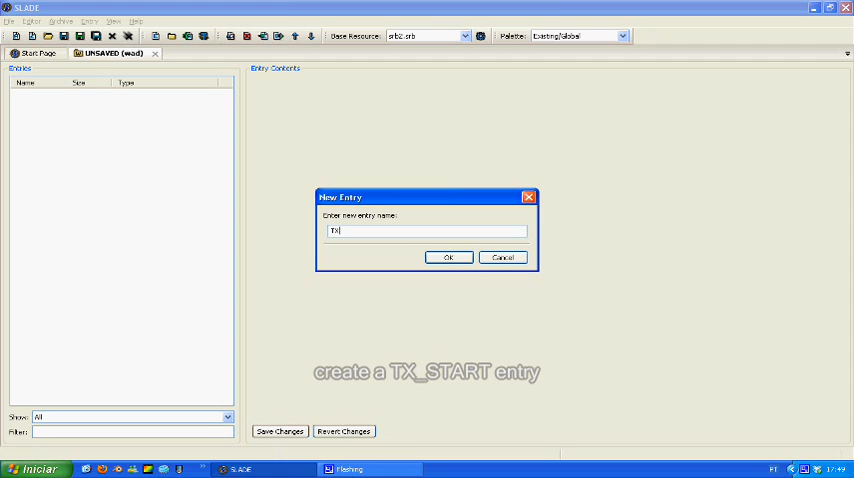 SLADE
File Editor Archive Entry View Help
Base Resource: srb2.srb Palette: Existing/Global
Start Page UNSAVED (wad)
Entries Entry Contents
Name Size Type
New Entry
Enter new entry name:
TX
OK Cancel
create a TX_START entry
Show: All
Filter: Save Changes Revert Changes
Iniciar SLADE Flashing PT 17:49